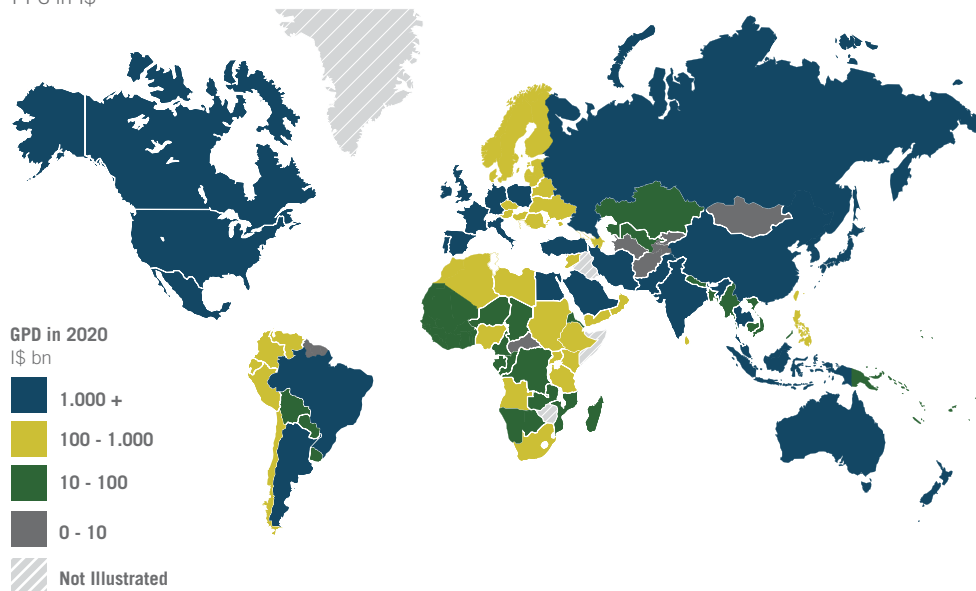 GPD in 2020
I$ bn
1.000 +
100 - 1.000
10 - 100
0 - 10
Not Illustrated